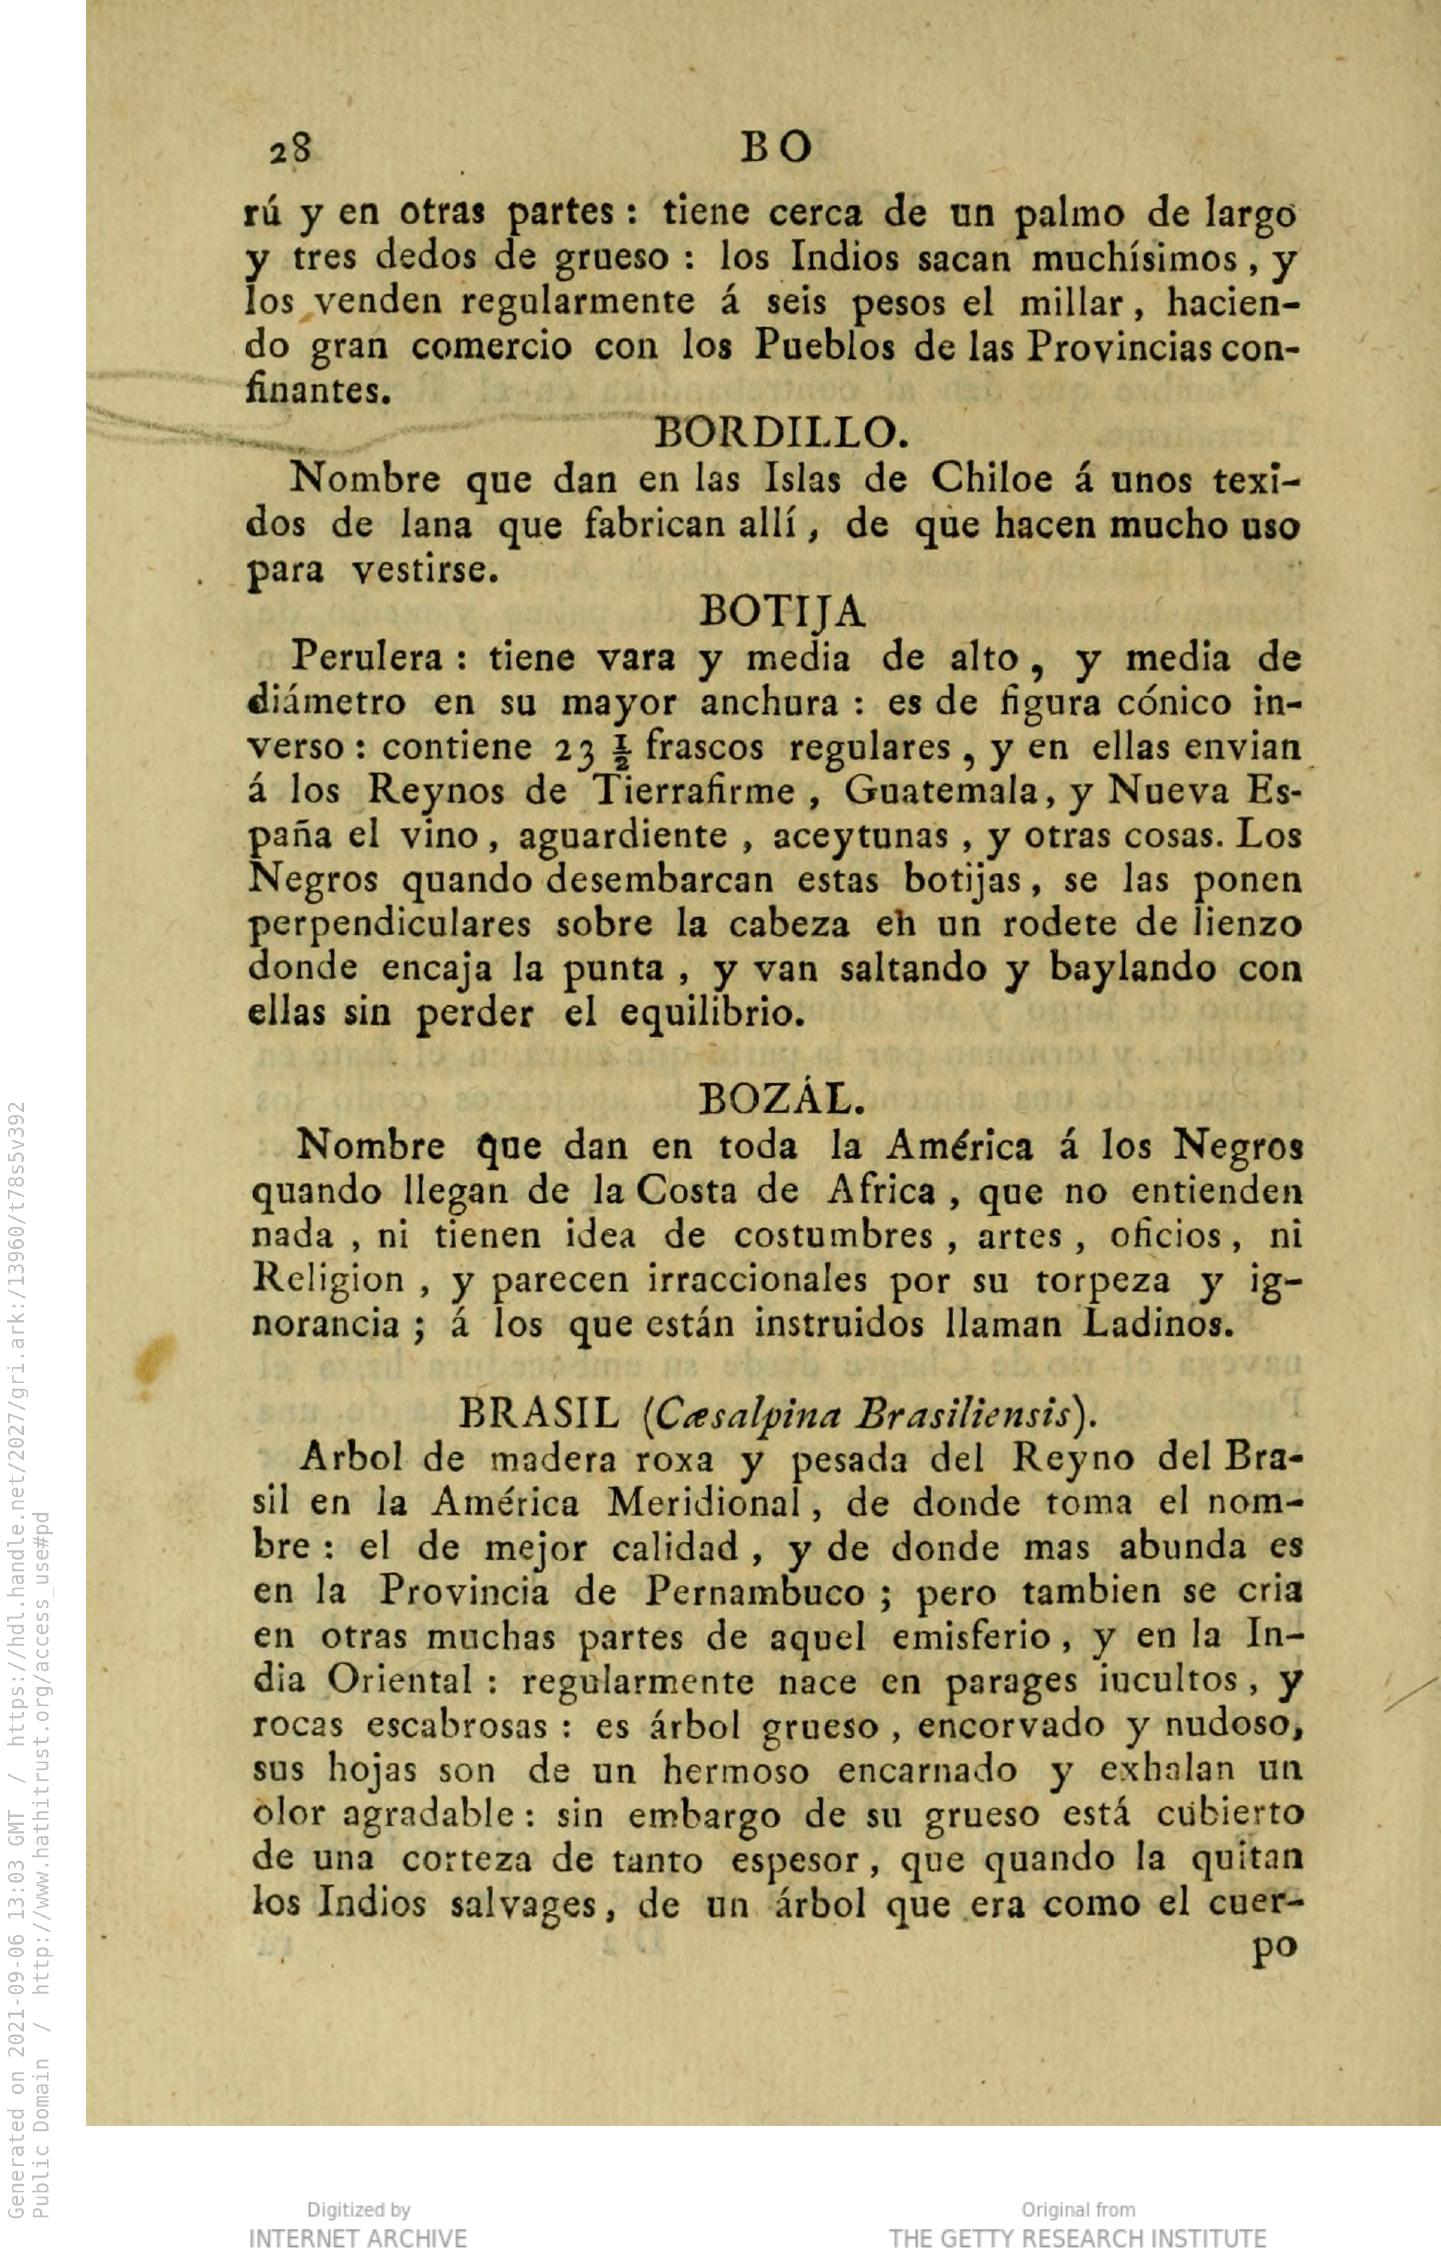 28 BO
rú y en otras partes : tiene cerca de un palmo de largo
y tres dedos de grueso : los Indios sacan muchísimos , y
los venden regularmente á seis pesos el millar , hacien-
do gran comercio con los Pueblos de las Provincias con-
finantes.
BORDILLO.
Nombre que dan en las Islas de Chiloe á unos texi-
dos de lana que fabrican allí , de que hacen mucho uso
para vestirse.
BOTIJA
Perulera : tiene vara y media de alto , y media de
diámetro en su mayor anchura : es de figura cónico in-
verso : contiene 23 ½ frascos regulares , y en ellas envian
á los Reynos de Tierrafirme , Guatemala, y Nueva Es-
paña el vino , aguardiente , aceytunas , y otras cosas. Los
Negros quando desembarcan estas botijas , se las ponen
perpendiculares sobre la cabeza en un rodete de lienzo
donde encaja la punta , y van saltando y baylando con
ellas sin perder el equilibrio.
BOZÁL.
Nombre que dan en toda la América á los Negros
quando llegan de la Costa de Africa , que no entienden
nada , ni tienen idea de costumbres , artes , oficios , ni
Religion , y parecen irraccionales por su torpeza y ig-
norancia ; á los que están instruidos llaman Ladinos.
BRASIL (Cæsalpina Brasiliensis).
Arbol de madera roxa y pesada del Reyno del Bra-
sil en la América Meridional , de donde toma el nom-
bre : el de mejor calidad , y de donde mas abunda es
en la Provincia de Pernambuco ; pero tambien se cria
en otras muchas partes de aquel emisferio , y en la In-
dia Oriental : regularmente nace en parages iucultos , y
rocas escabrosas : es árbol grueso , encorvado y nudoso,
sus hojas son de un hermoso encarnado y exhalan un
olor agradable : sin embargo de su grueso está cubierto
de una corteza de tanto espesor , que quando la quitan
los Indios salvages, de un árbol que era como el cuer-
po
Generated on 2021-09-06 13:03 GMT / https://hdl.handle.net/2027/gri.ark:/13960/t78s5v392
Public Domain / http://www.hathitrust.org/access_use#pd
Digitized by
INTERNET ARCHIVE
Original from
THE GETTY RESEARCH INSTITUTE